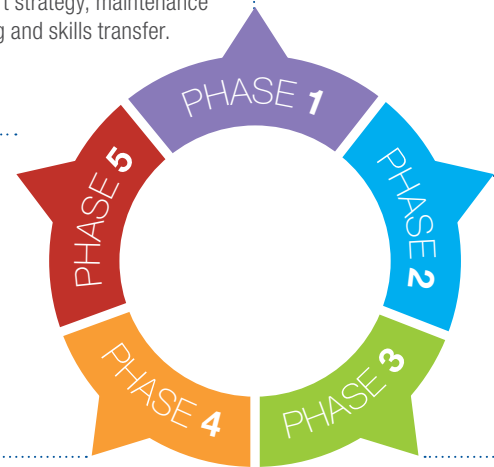 strategy, maintenance
and skills transfer.
PHASE 1
PHASE 2
PHASE 3
PHASE 4
PHASE 5